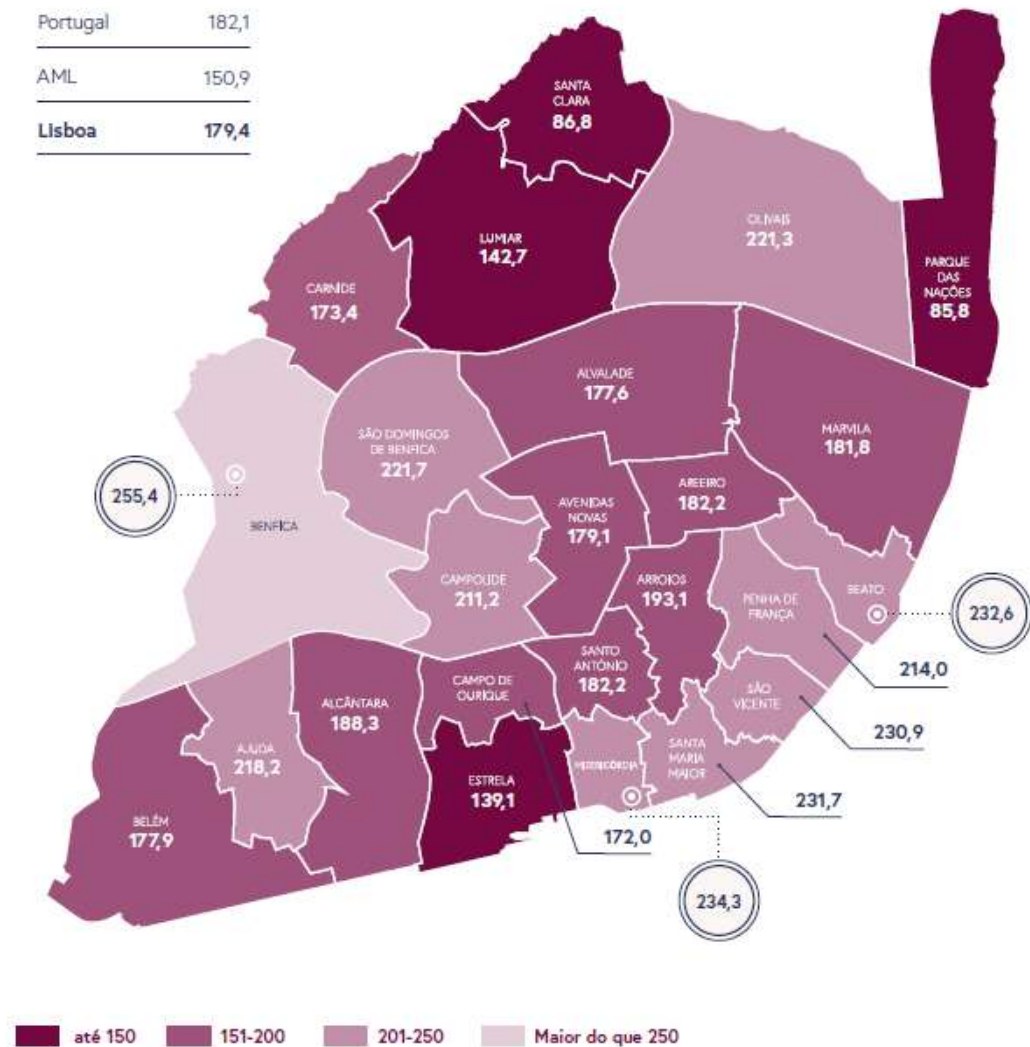 Portugal 182,1
AML 150,9
Lisboa 179,4
SANTA
CLARA
86,8
LUMIAR
142,7
OLIVAIS
221,3
PARQUE
DAS
NAÇÕES
85,8
CARNIDE
173,4
ALVALADE
177,6
SÃO DOMINGOS
DE BENFICA
221,7
MARVILA
181,8
AREEIRO
182,2
AVENIDAS
NOVAS
179,1
255,4
BENFICA
CAMPOLIDE
211,2
ARROIOS
193,1
PENHA DE
FRANÇA
BEATO
232,6
214,0
SANTO
ANTÓNIO
182,2
CAMPO DE
OURIQUE
SÃO
VICENTE
230,9
ALCÂNTARA
188,3
AJUDA
218,2
SANTA
MARIA
MAIOR
MISERICÓRDIA
ESTRELA
139,1
231,7
BELÉM
177,9
172,0
234,3
até 150 151-200 201-250 Maior do que 250